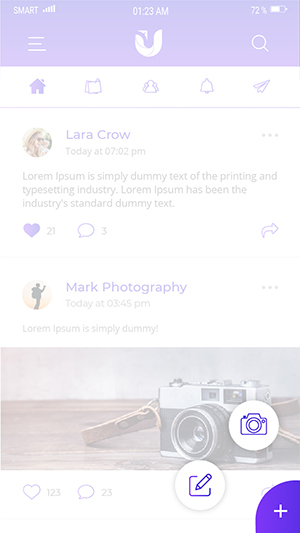 SMART 01:23 AM 72 %
Lara Crow
Today at 07:02 pm
Lorem Ipsum is simply dummy text of the printing and
typesetting industry. Lorem Ipsum has been the
industry's standard dummy text.
21 3
Mark Photography
Today at 03:45 pm
Lorem Ipsum is simply dummy!
123 23